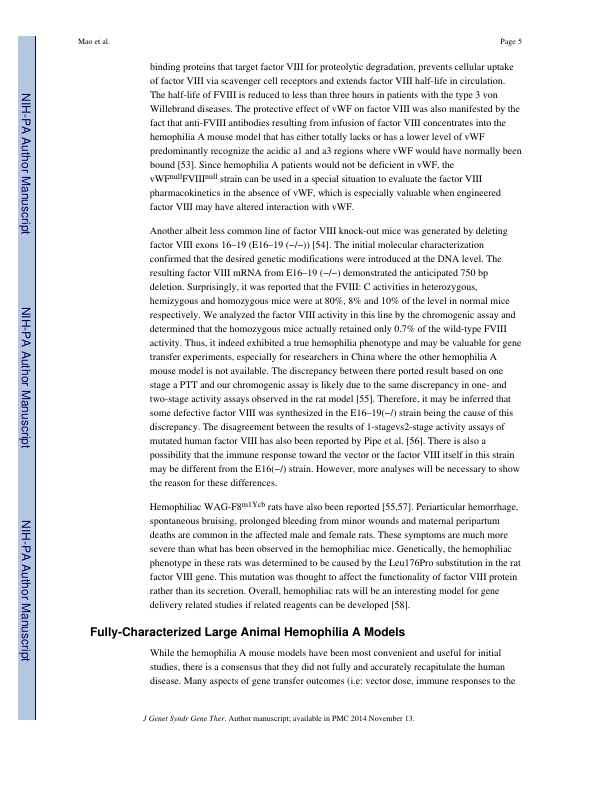 Mao et al.
Page 5
binding proteins that target factor VIII for proteolytic degradation, prevents cellular uptake
of factor VIII via scavenger cell receptors and extends factor VIII half-life in circulation.
The half-life of FVIII is reduced to less than three hours in patients with the type 3 von
Willebrand diseases. The protective effect of vWF on factor VIII was also manifested by the
fact that anti-FVIII antibodies resulting from infusion of factor VIII concentrates into the
hemophilia A mouse model that has either totally lacks or has a lower level of vWF
predominantly recognize the acidic a1 and a3 regions where vWF would have normally been
bound [53]. Since hemophilia A patients would not be deficient in vWF, the
vWFnullFVIIInull strain can be used in a special situation to evaluate the factor VIII
pharmacokinetics in the absence of vWF, which is especially valuable when engineered
factor VIII may have altered interaction with vWF.
Another albeit less common line of factor VIII knock-out mice was generated by deleting
factor VIII exons 16–19 (E16–19 (−/−)) [54]. The initial molecular characterization
confirmed that the desired genetic modifications were introduced at the DNA level. The
resulting factor VIII mRNA from E16–19 (−/−) demonstrated the anticipated 750 bp
deletion. Surprisingly, it was reported that the FVIII: C activities in heterozygous,
hemizygous and homozygous mice were at 80%, 8% and 10% of the level in normal mice
respectively. We analyzed the factor VIII activity in this line by the chromogenic assay and
determined that the homozygous mice actually retained only 0.7% of the wild-type FVIII
activity. Thus, it indeed exhibited a true hemophilia phenotype and may be valuable for gene
transfer experiments, especially for researchers in China where the other hemophilia A
mouse model is not available. The discrepancy between there ported result based on one
stage a PTT and our chromogenic assay is likely due to the same discrepancy in one- and
two-stage activity assays observed in the rat model [55]. Therefore, it may be inferred that
some defective factor VIII was synthesized in the E16–19(−/) strain being the cause of this
discrepancy. The disagreement between the results of 1-stagevs2-stage activity assays of
mutated human factor VIII has also been reported by Pipe et al. [56]. There is also a
possibility that the immune response toward the vector or the factor VIII itself in this strain
may be different from the E16(−/) strain. However, more analyses will be necessary to show
the reason for these differences.
Hemophiliac WAG-F8m1Ycb rats have also been reported [55,57]. Periarticular hemorrhage,
spontaneous bruising, prolonged bleeding from minor wounds and maternal peripartum
deaths are common in the affected male and female rats. These symptoms are much more
severe than what has been observed in the hemophiliac mice. Genetically, the hemophiliac
phenotype in these rats was determined to be caused by the Leu176Pro substitution in the rat
factor VIII gene. This mutation was thought to affect the functionality of factor VIII protein
rather than its secretion. Overall, hemophiliac rats will be an interesting model for gene
delivery related studies if related reagents can be developed [58].
Fully-Characterized Large Animal Hemophilia A Models
While the hemophilia A mouse models have been most convenient and useful for initial
studies, there is a consensus that they did not fully and accurately recapitulate the human
disease. Many aspects of gene transfer outcomes (i.e: vector dose, immune responses to the
J Genet Syndr Gene Ther. Author manuscript; available in PMC 2014 November 13.
NIH-PA Author Manuscript
NIH-PA Author Manuscript
NIH-PA Author Manuscript